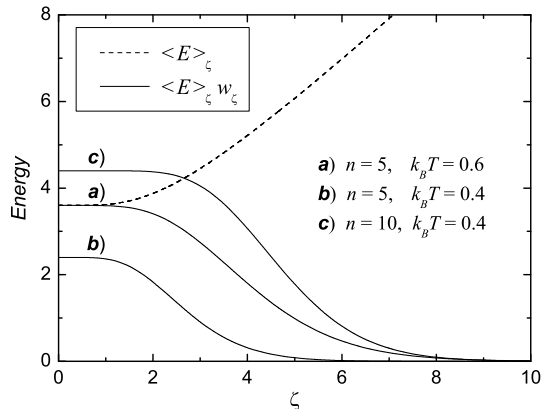 8
6
4
2
0
Energy
<E>ζ
<E>ζ wζ
c)
a)
b)
a) n = 5, kBT = 0.6
b) n = 5, kBT = 0.4
c) n = 10, kBT = 0.4
0 2 4 6 8 10
ζ